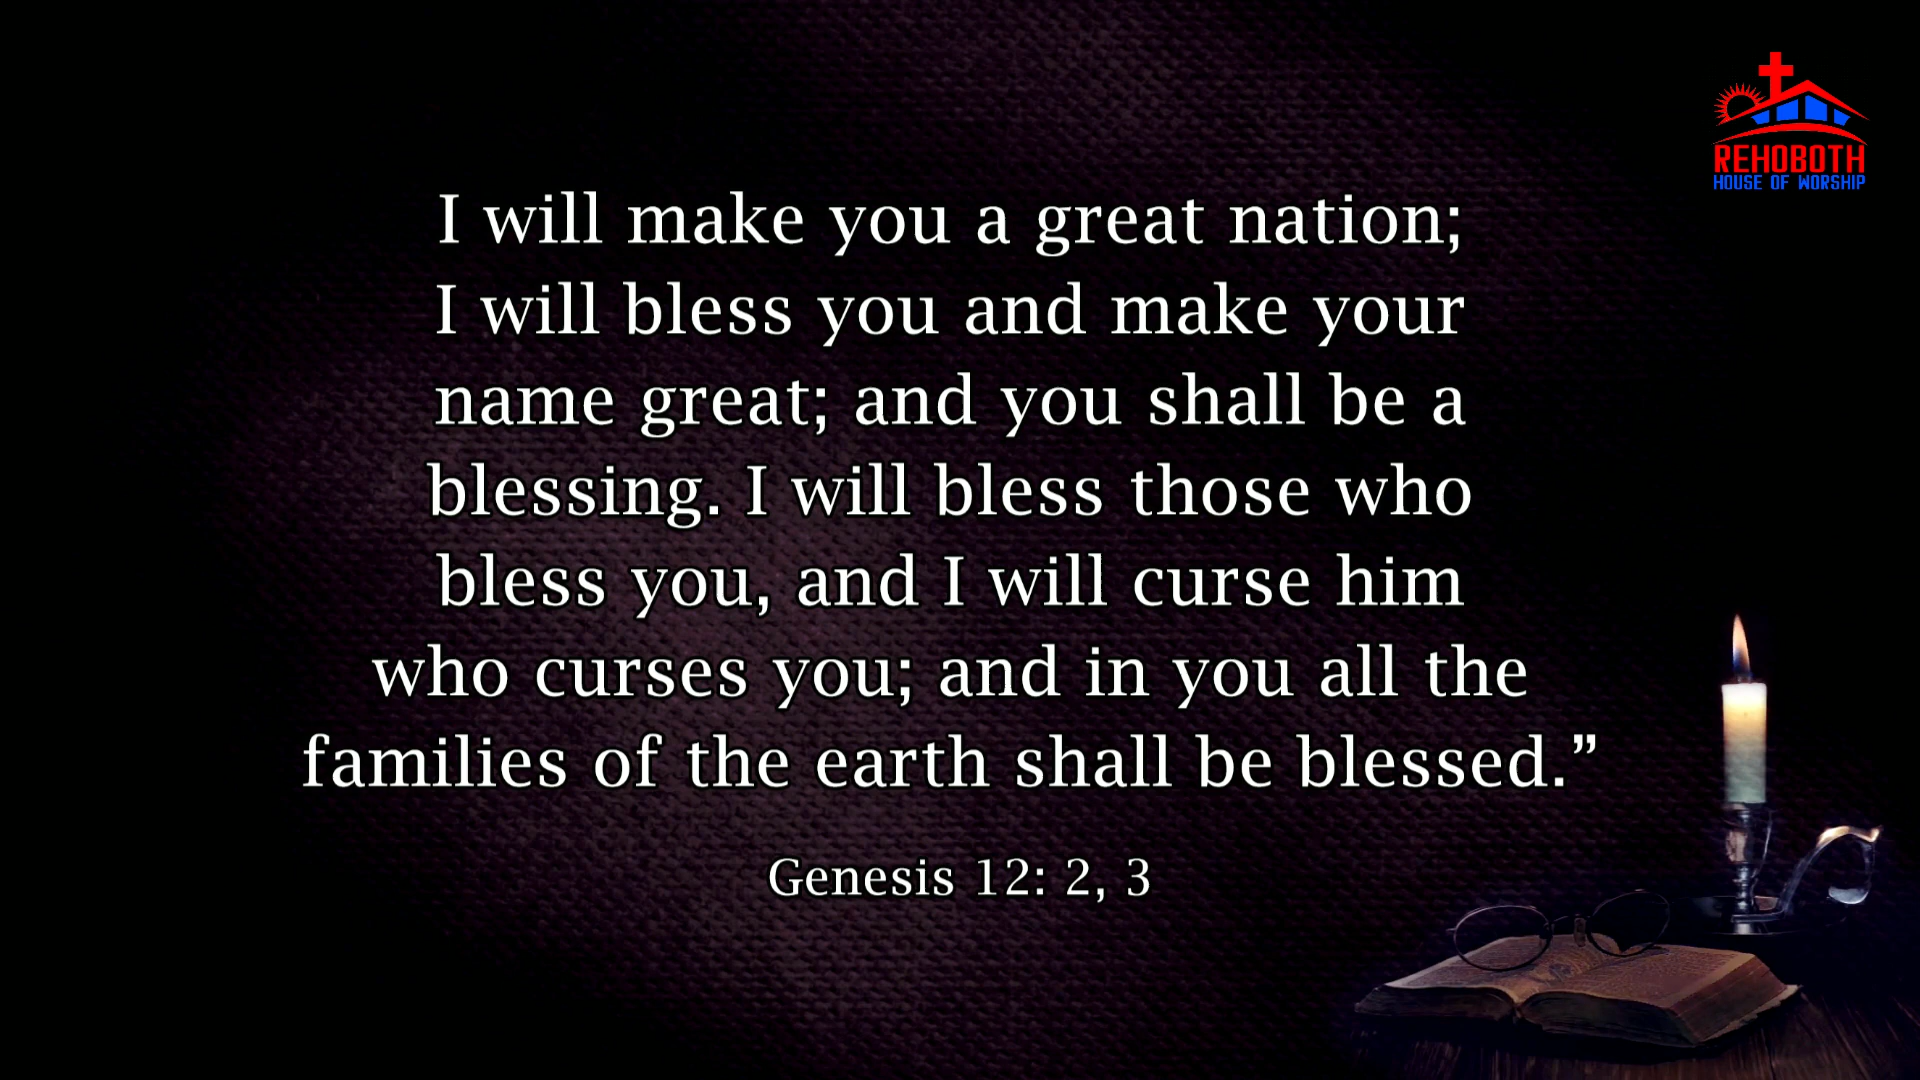 REHOBOTH
HOUSE OF WORSHIP
I will make you a great nation;
I will bless you and make your
name great; and you shall be a
blessing. I will bless those who
bless you, and I will curse him
who curses you; and in you all the
families of the earth shall be blessed.”
Genesis 12: 2, 3